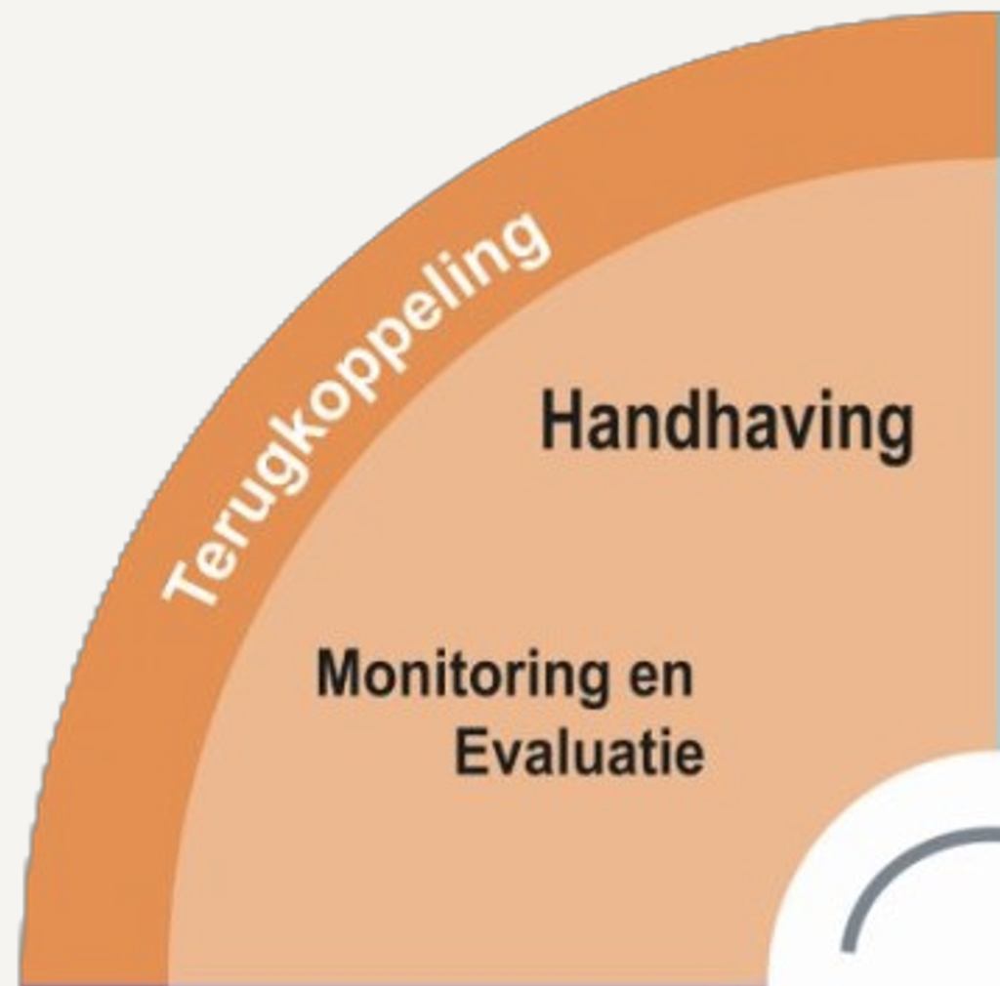 Terugkoppeling
Handhaving
Monitoring en
Evaluatie